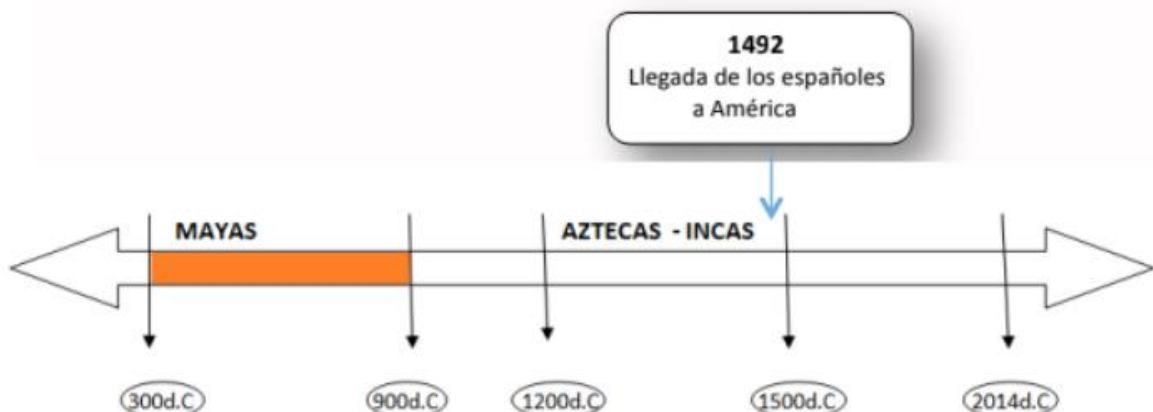 1492
Llegada de los españoles
a América
MAYAS
AZTECAS - INCAS
300d.C
900d.C
1200d.C
1500d.C
2014d.C